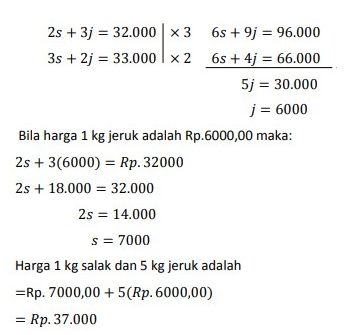 2s + 3j = 32.000 | × 3 6s + 9j = 96.000
3s + 2j = 33.000 | × 2 6s + 4j = 66.000
5j = 30.000
j = 6000
Bila harga 1 kg jeruk adalah Rp.6000,00 maka:
2s + 3(6000) = Rp. 32000
2s + 18.000 = 32.000
2s = 14.000
s = 7000
Harga 1 kg salak dan 5 kg jeruk adalah
=Rp. 7000,00 + 5(Rp. 6000,00)
= Rp. 37.000